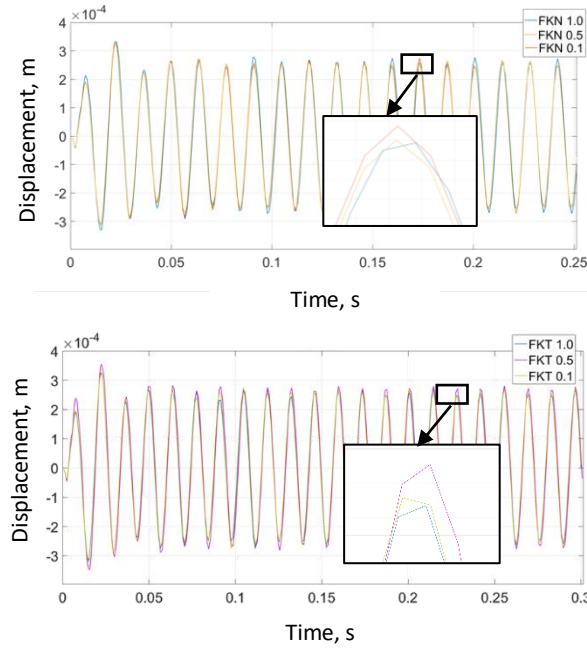 ×10⁻⁴
FKN 1.0
FKN 0.5
FKN 0.1
4
3
2
1
0
-1
-2
-3
Displacement, m
0 0.05 0.1 0.15 0.2 0.25
Time, s
×10⁻⁴
FKT 1.0
FKT 0.5
FKT 0.1
4
3
2
1
0
-1
-2
-3
-4
Displacement, m
0 0.05 0.1 0.15 0.2 0.25 0.3
Time, s